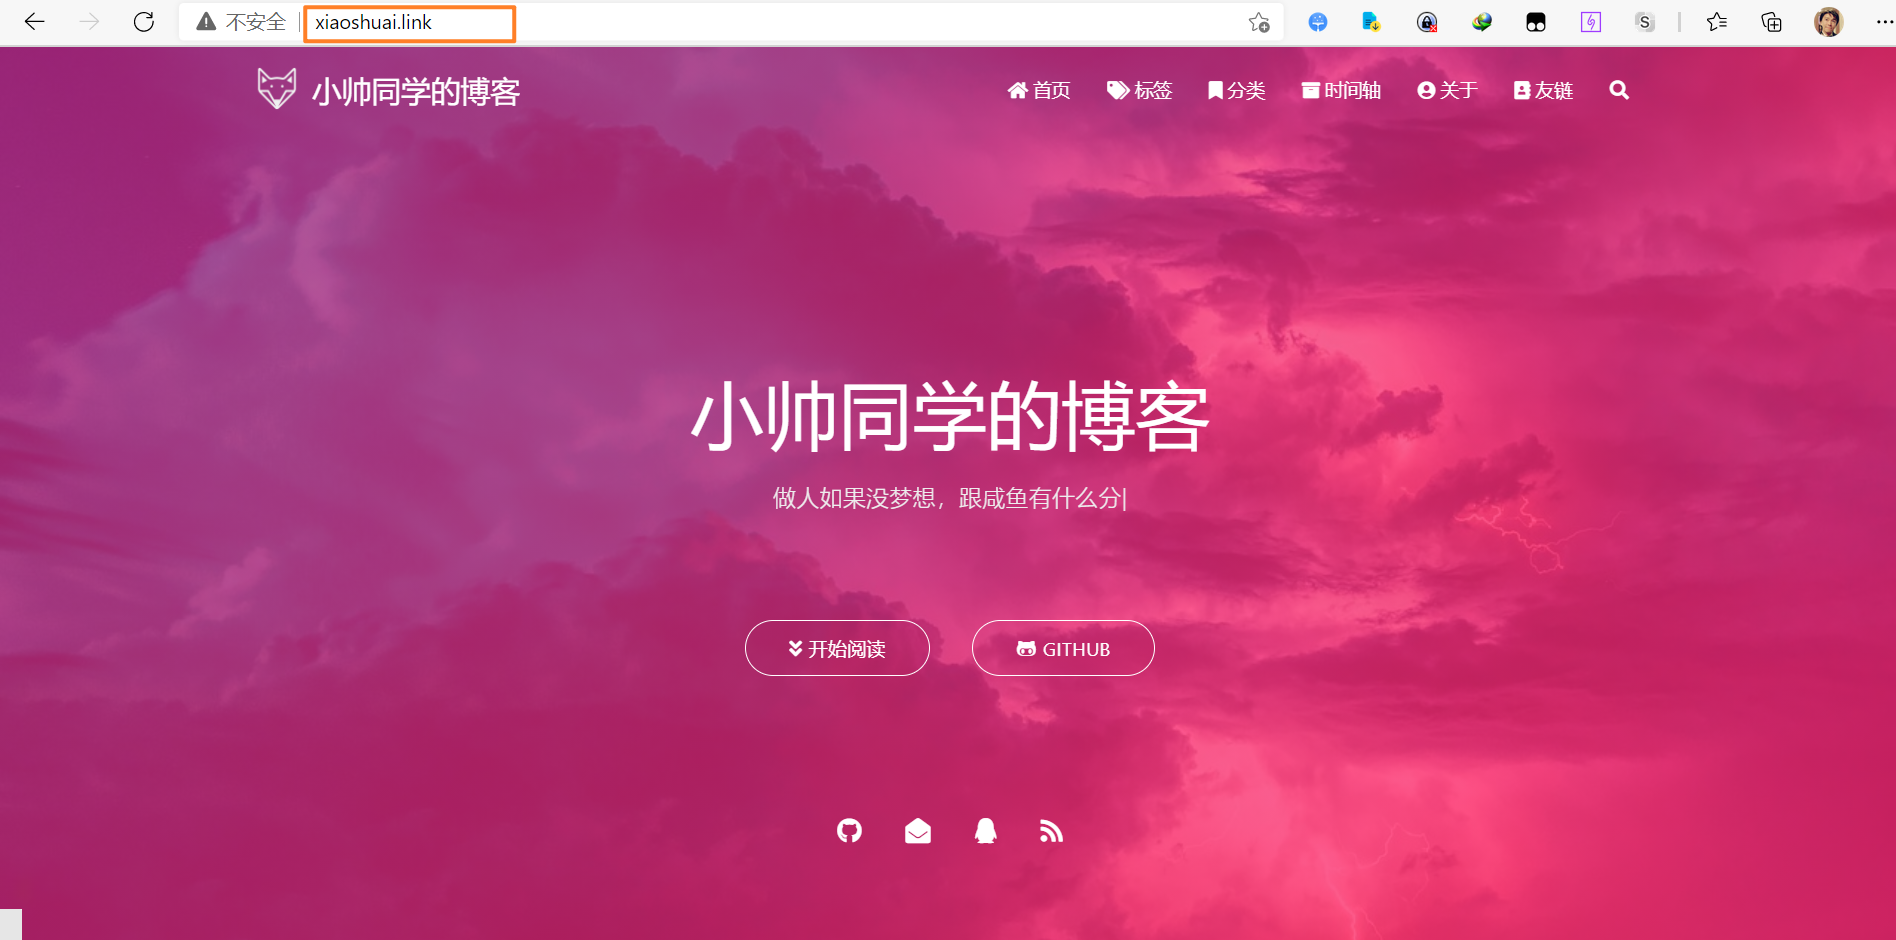 不安全 | xiaoshuai.link
小帅同学的博客
首页 标签 分类 时间轴 关于 友链
小帅同学的博客
做人如果没梦想，跟咸鱼有什么分|
开始阅读 GITHUB